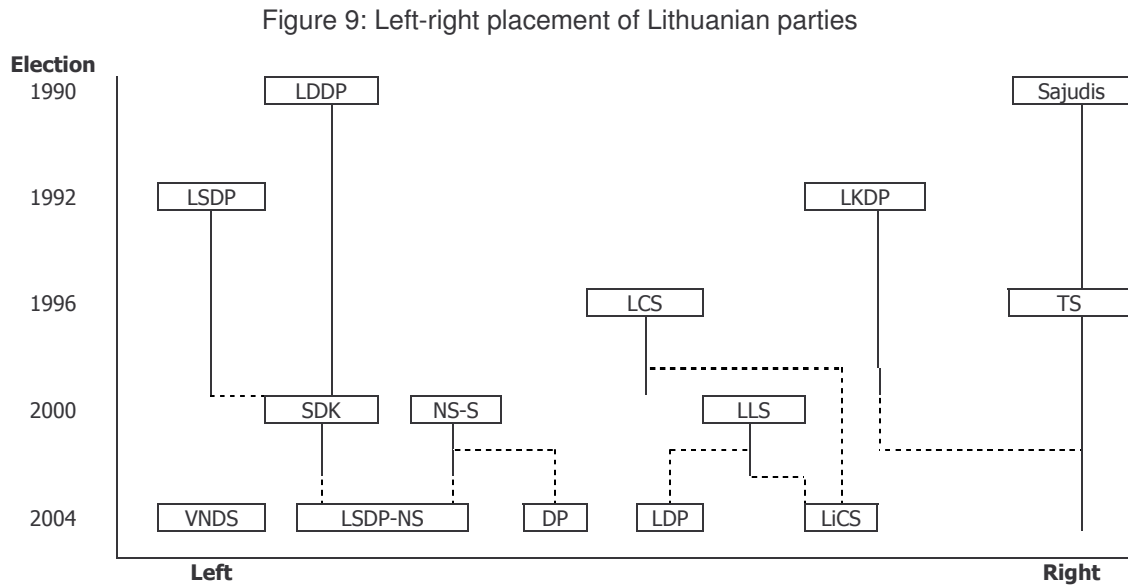 Figure 9: Left-right placement of Lithuanian parties
Election
1990 LDDP Sajudis
1992 LSDP LKDP
1996 LCS TS
2000 SDK NS-S LLS
2004 VNDS LSDP-NS DP LDP LiCS
Left Right